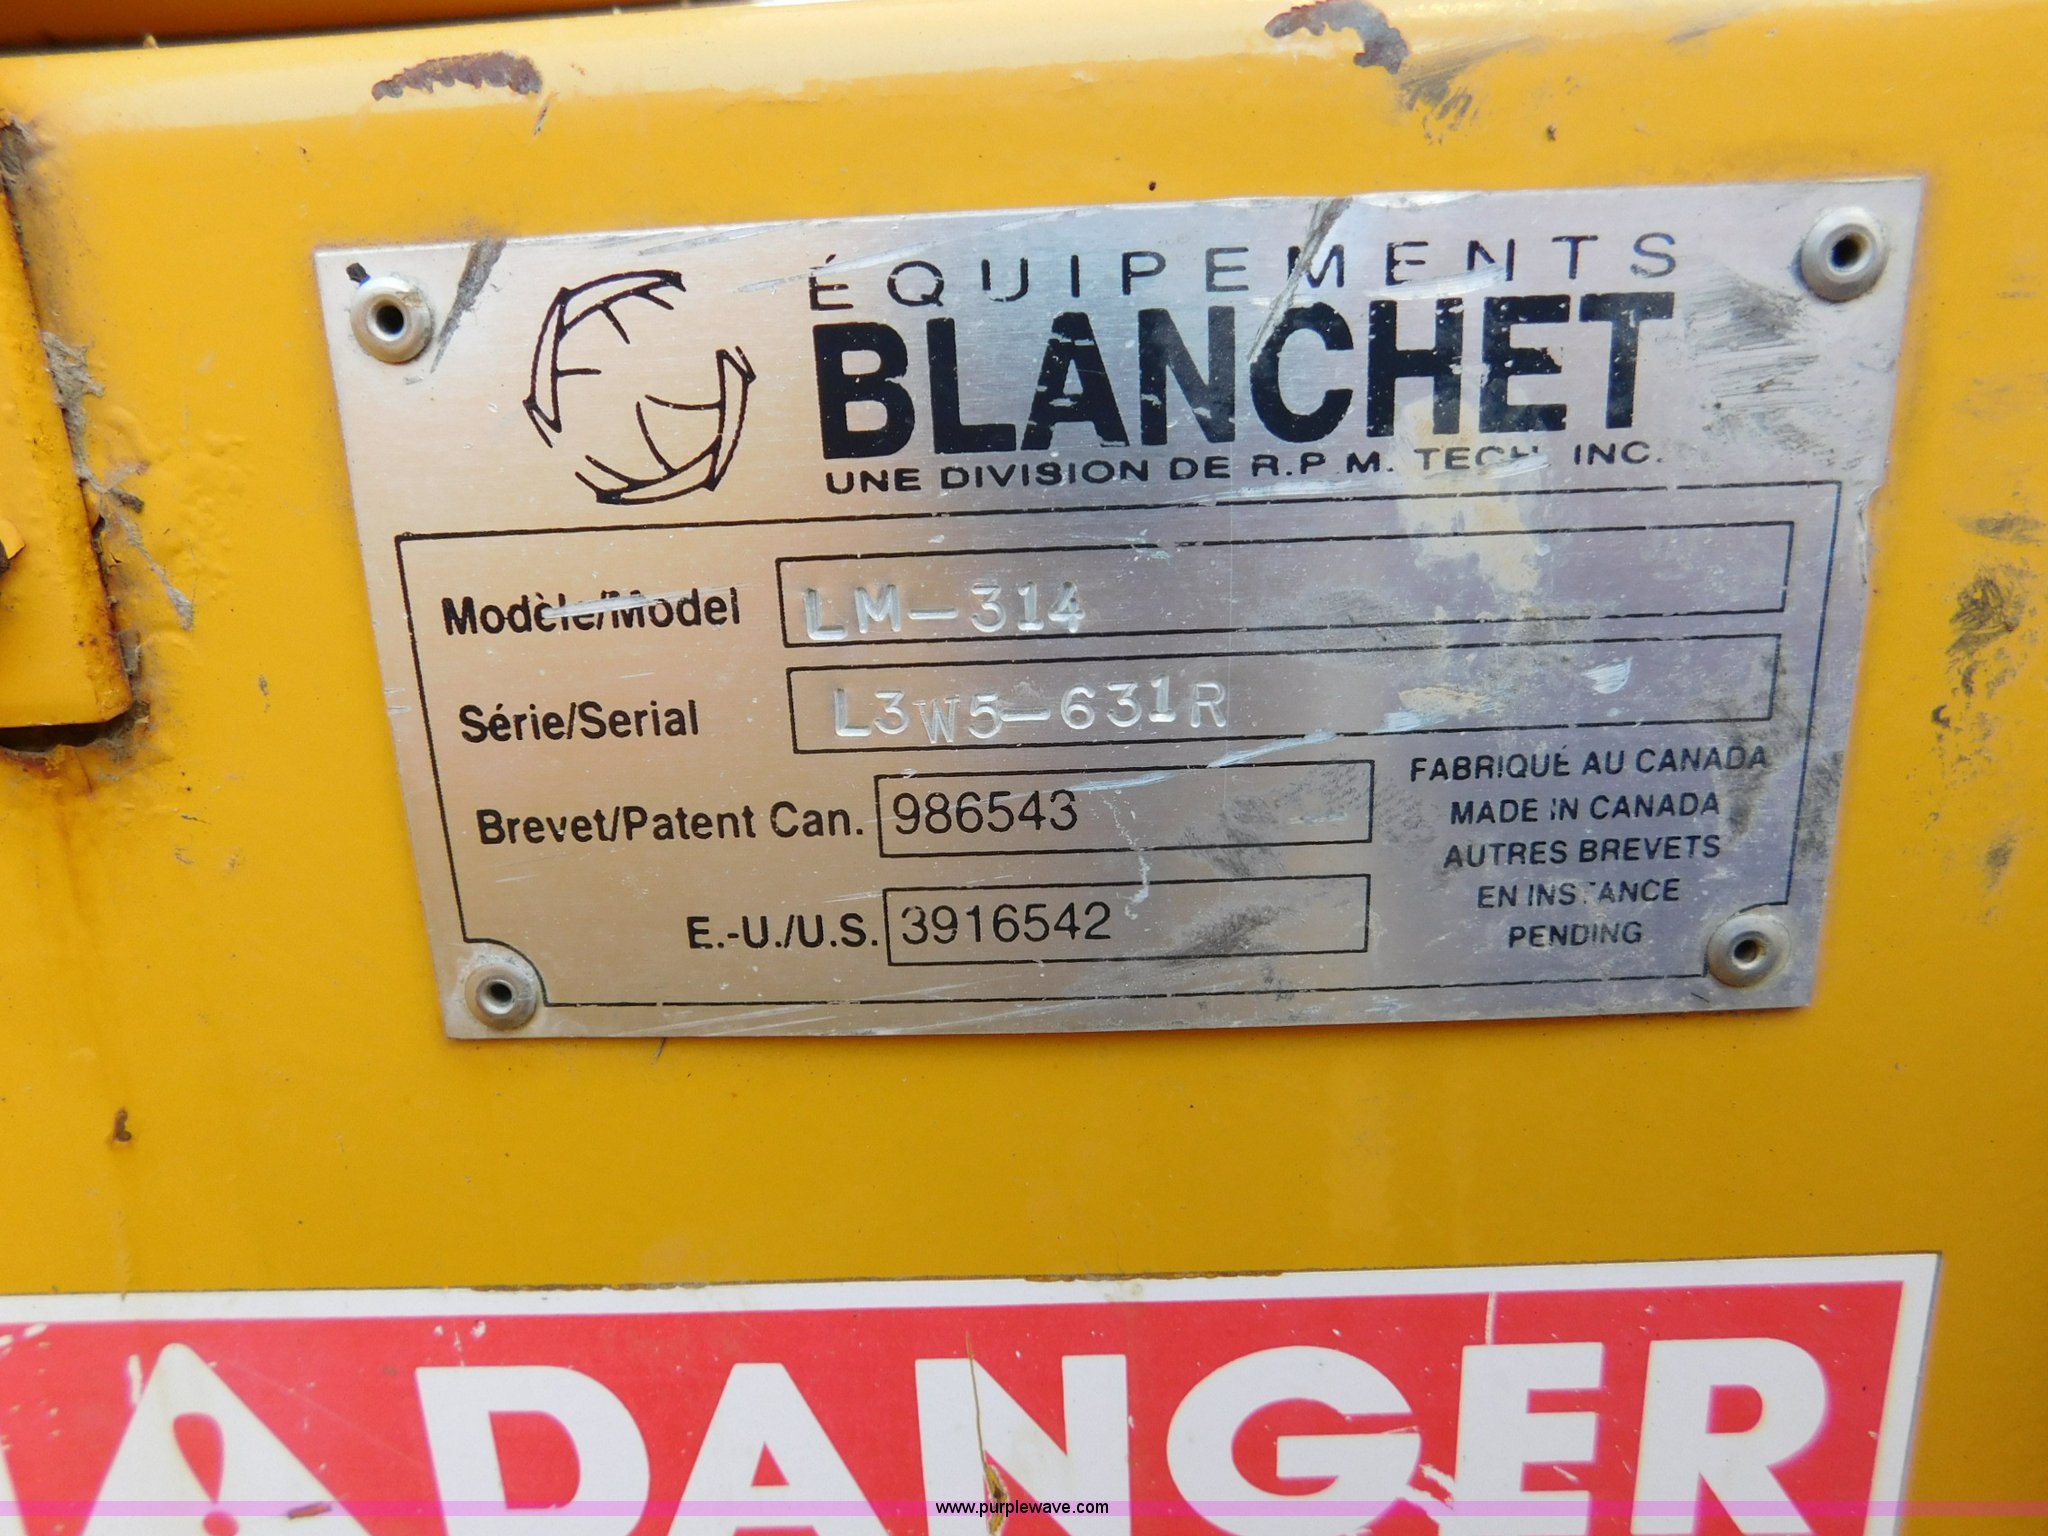 ÉQUIPEMENTS
BLANCHET
UNE DIVISION DE R.P.M. TECH. INC.
Modèle/Model LM-314
Série/Serial L3W5-631R
Brevet/Patent Can. 986543
E.-U./U.S. 3916542
FABRIQUÉ AU CANADA
MADE IN CANADA
AUTRES BREVETS
EN INSTANCE
PENDING
DANGER
www.purplewave.com